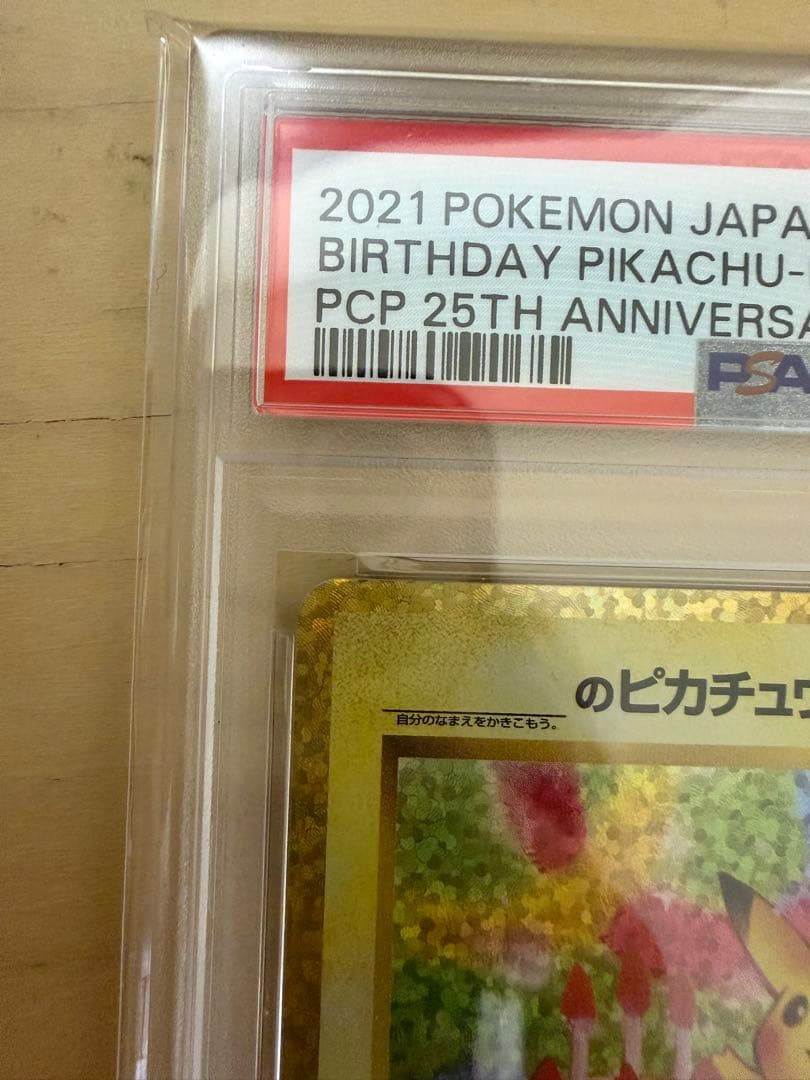 2021 POKEMON JAPA
BIRTHDAY PIKACHU-
PCP 25TH ANNIVERSA
PSA
のピカチュウ
自分のなまえをかきこもう。